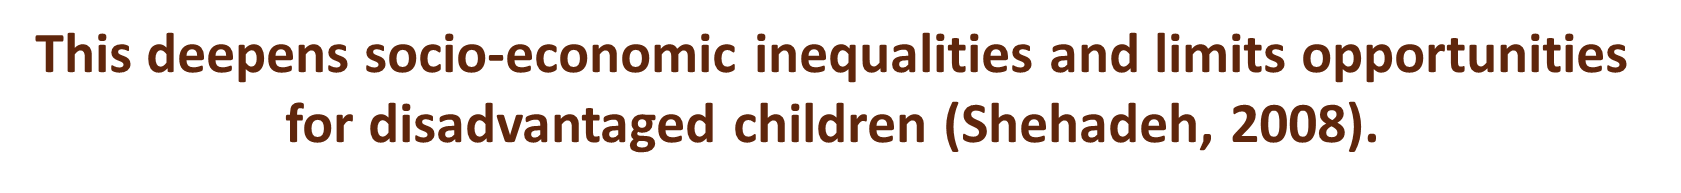 This deepens socio-economic inequalities and limits opportunities
for disadvantaged children (Shehadeh, 2008).